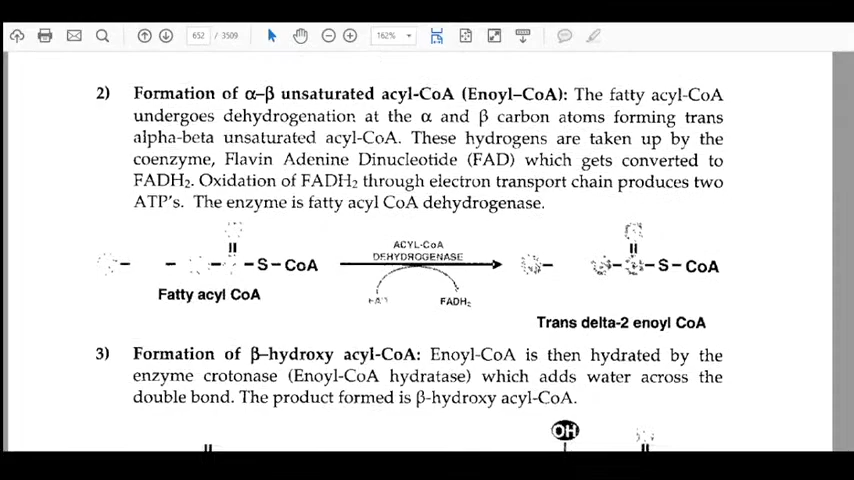 652 / 3509
162%
2) Formation of α–β unsaturated acyl-CoA (Enoyl–CoA): The fatty acyl-CoA
undergoes dehydrogenation at the α and β carbon atoms forming trans
alpha-beta unsaturated acyl-CoA. These hydrogens are taken up by the
coenzyme, Flavin Adenine Dinucleotide (FAD) which gets converted to
FADH₂. Oxidation of FADH₂ through electron transport chain produces two
ATP's. The enzyme is fatty acyl CoA dehydrogenase.
ACYL-CoA
DEHYDROGENASE
S – CoA
S – CoA
FADH₂
Fatty acyl CoA
Trans delta-2 enoyl CoA
3) Formation of β–hydroxy acyl-CoA: Enoyl-CoA is then hydrated by the
enzyme crotonase (Enoyl-CoA hydratase) which adds water across the
double bond. The product formed is β-hydroxy acyl-CoA.
OH